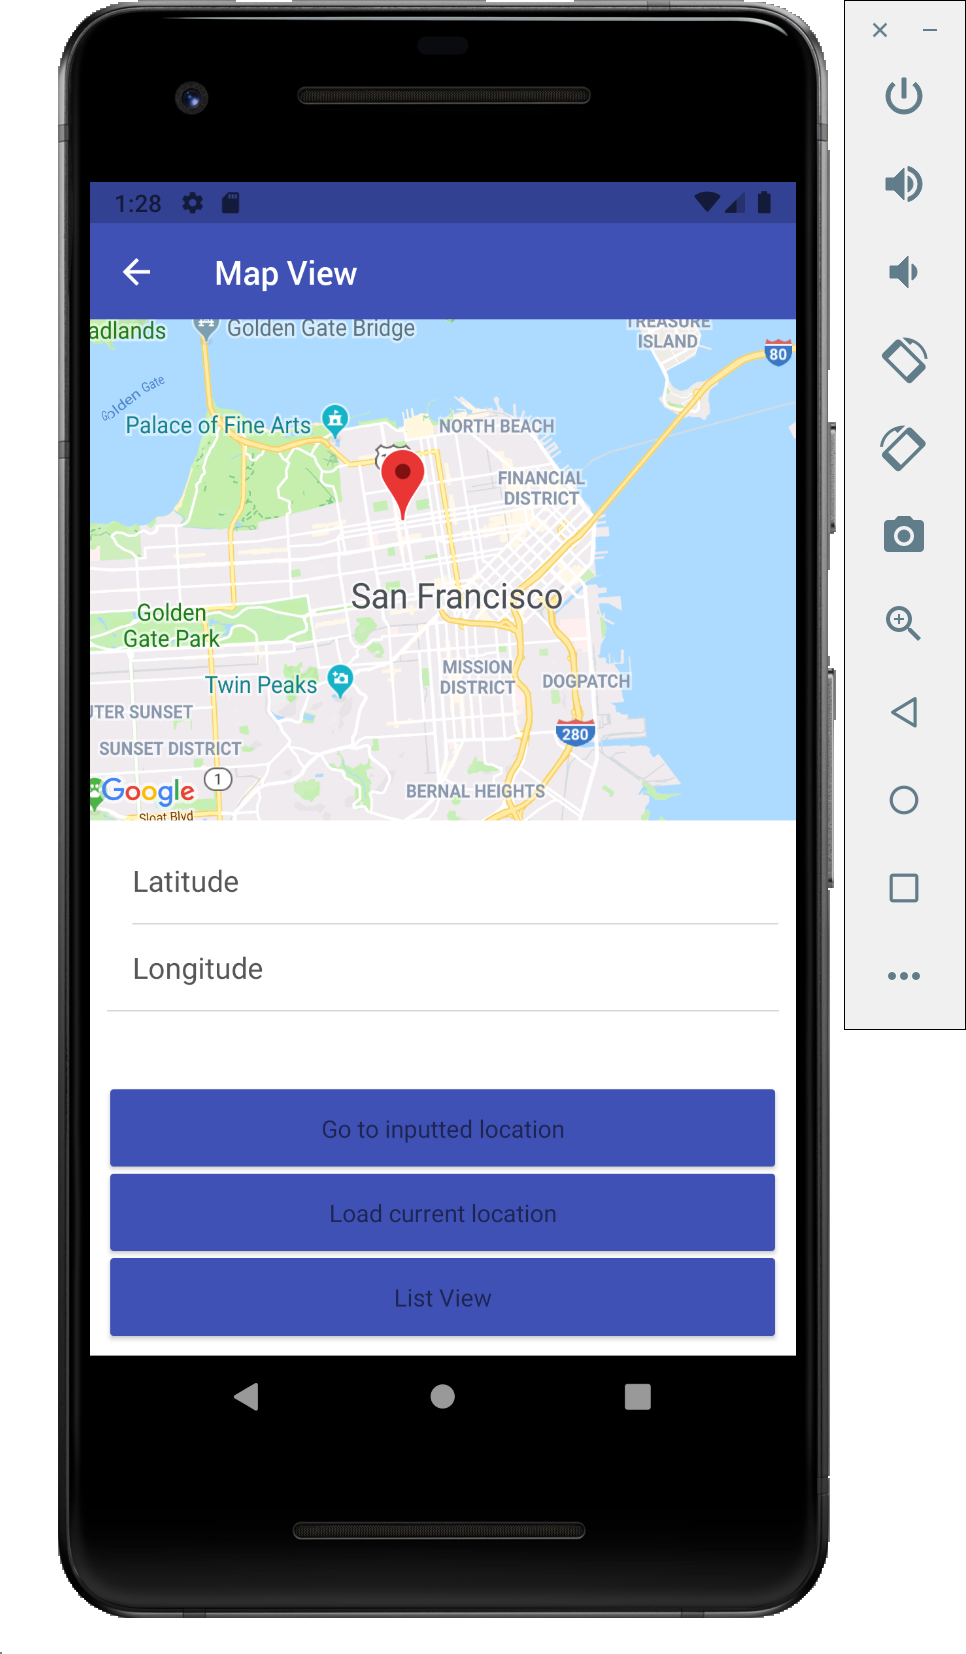 1:28
Map View
adlands
Golden Gate Bridge
TREASURE
ISLAND
80
Golden Gate
Palace of Fine Arts
NORTH BEACH
FINANCIAL
DISTRICT
San Francisco
Golden
Gate Park
MISSION
DISTRICT
Twin Peaks
DOGPATCH
UTER SUNSET
280
SUNSET DISTRICT
1
Google
BERNAL HEIGHTS
Sloat Blvd
Latitude
Longitude
Go to inputted location
Load current location
List View